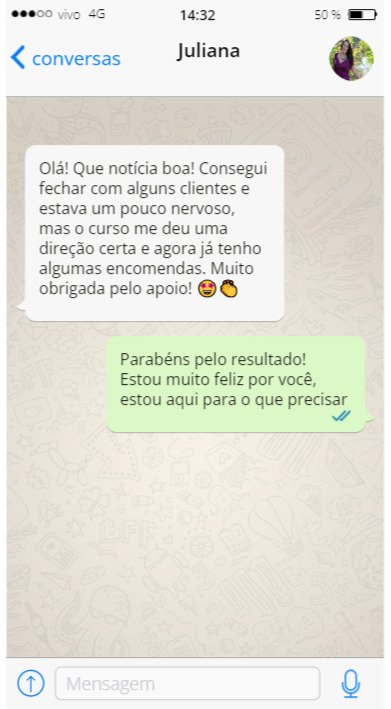 vivo 4G 14:32 50 %
Juliana
conversas
Olá! Que notícia boa! Consegui
fechar com alguns clientes e
estava um pouco nervoso,
mas o curso me deu uma
direção certa e agora já tenho
algumas encomendas. Muito
obrigada pelo apoio! 🤩👏
Parabéns pelo resultado!
Estou muito feliz por você,
estou aqui para o que precisar
BFF
Mensagem